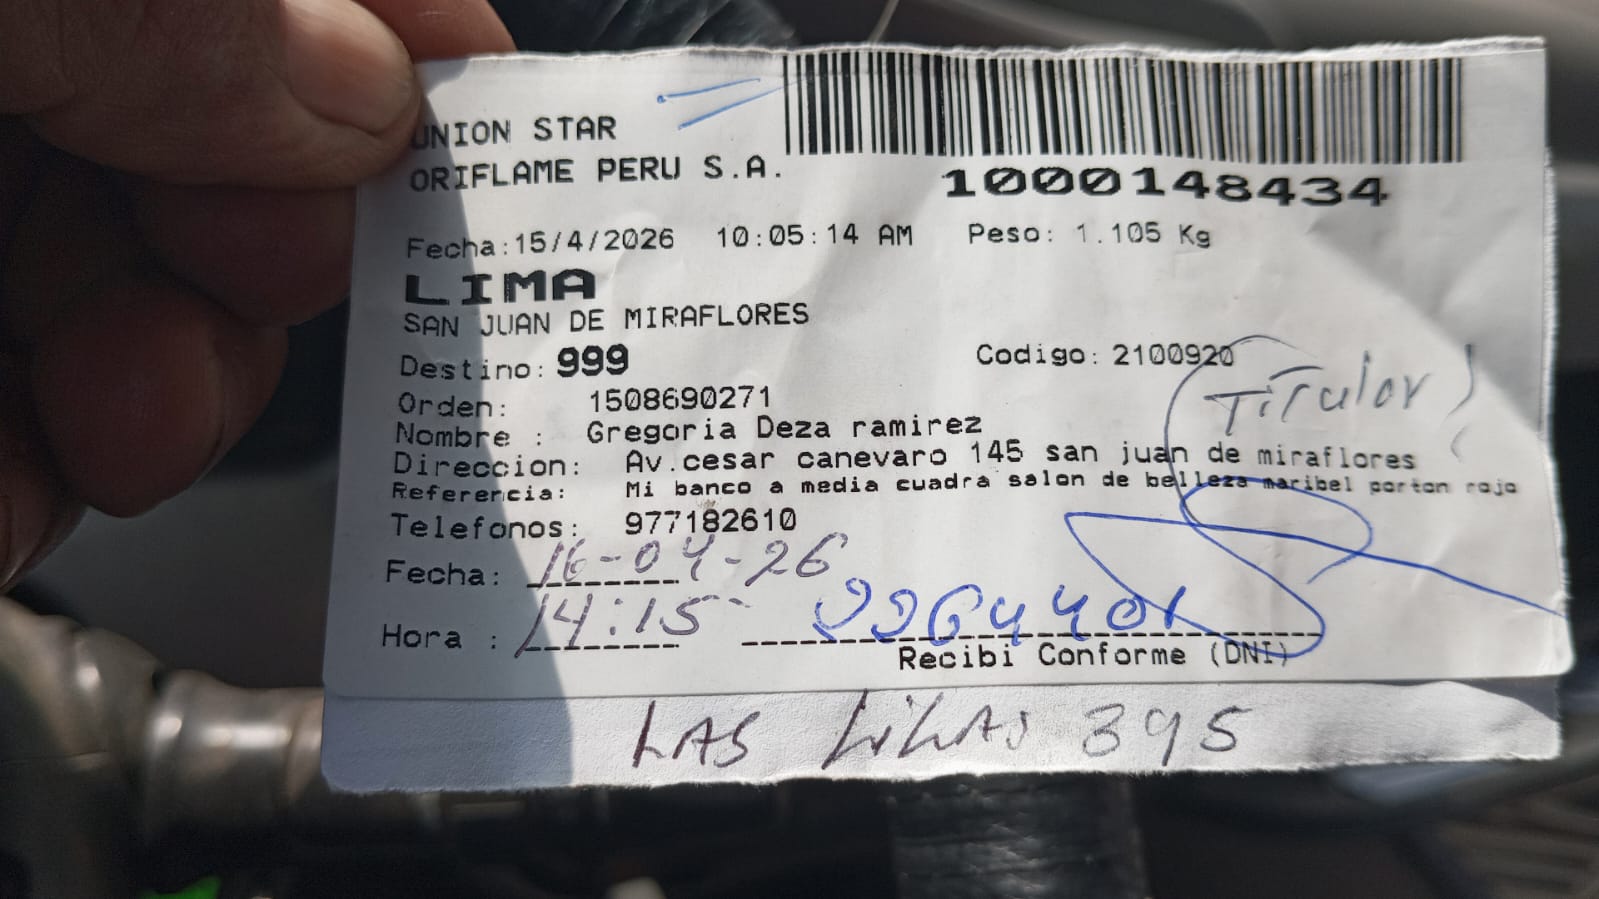 UNION STAR
ORIFLAME PERU S.A.
1000148434
Fecha:15/4/2026 10:05:14 AM Peso: 1.105 Kg
LIMA
SAN JUAN DE MIRAFLORES
Destino: 999 Codigo: 2100920
(Titular)
Orden: 1508690271
Nombre : Gregoria Deza ramirez
Direccion: Av.cesar canevaro 145 san juan de miraflores
Referencia: Mi banco a media cuadra salon de belleza maribel porton rojo
Telefonos: 977182610
Fecha: 16-04-26
Hora : 14:15
Recibi Conforme (DNI)
LAS LiLAS 395